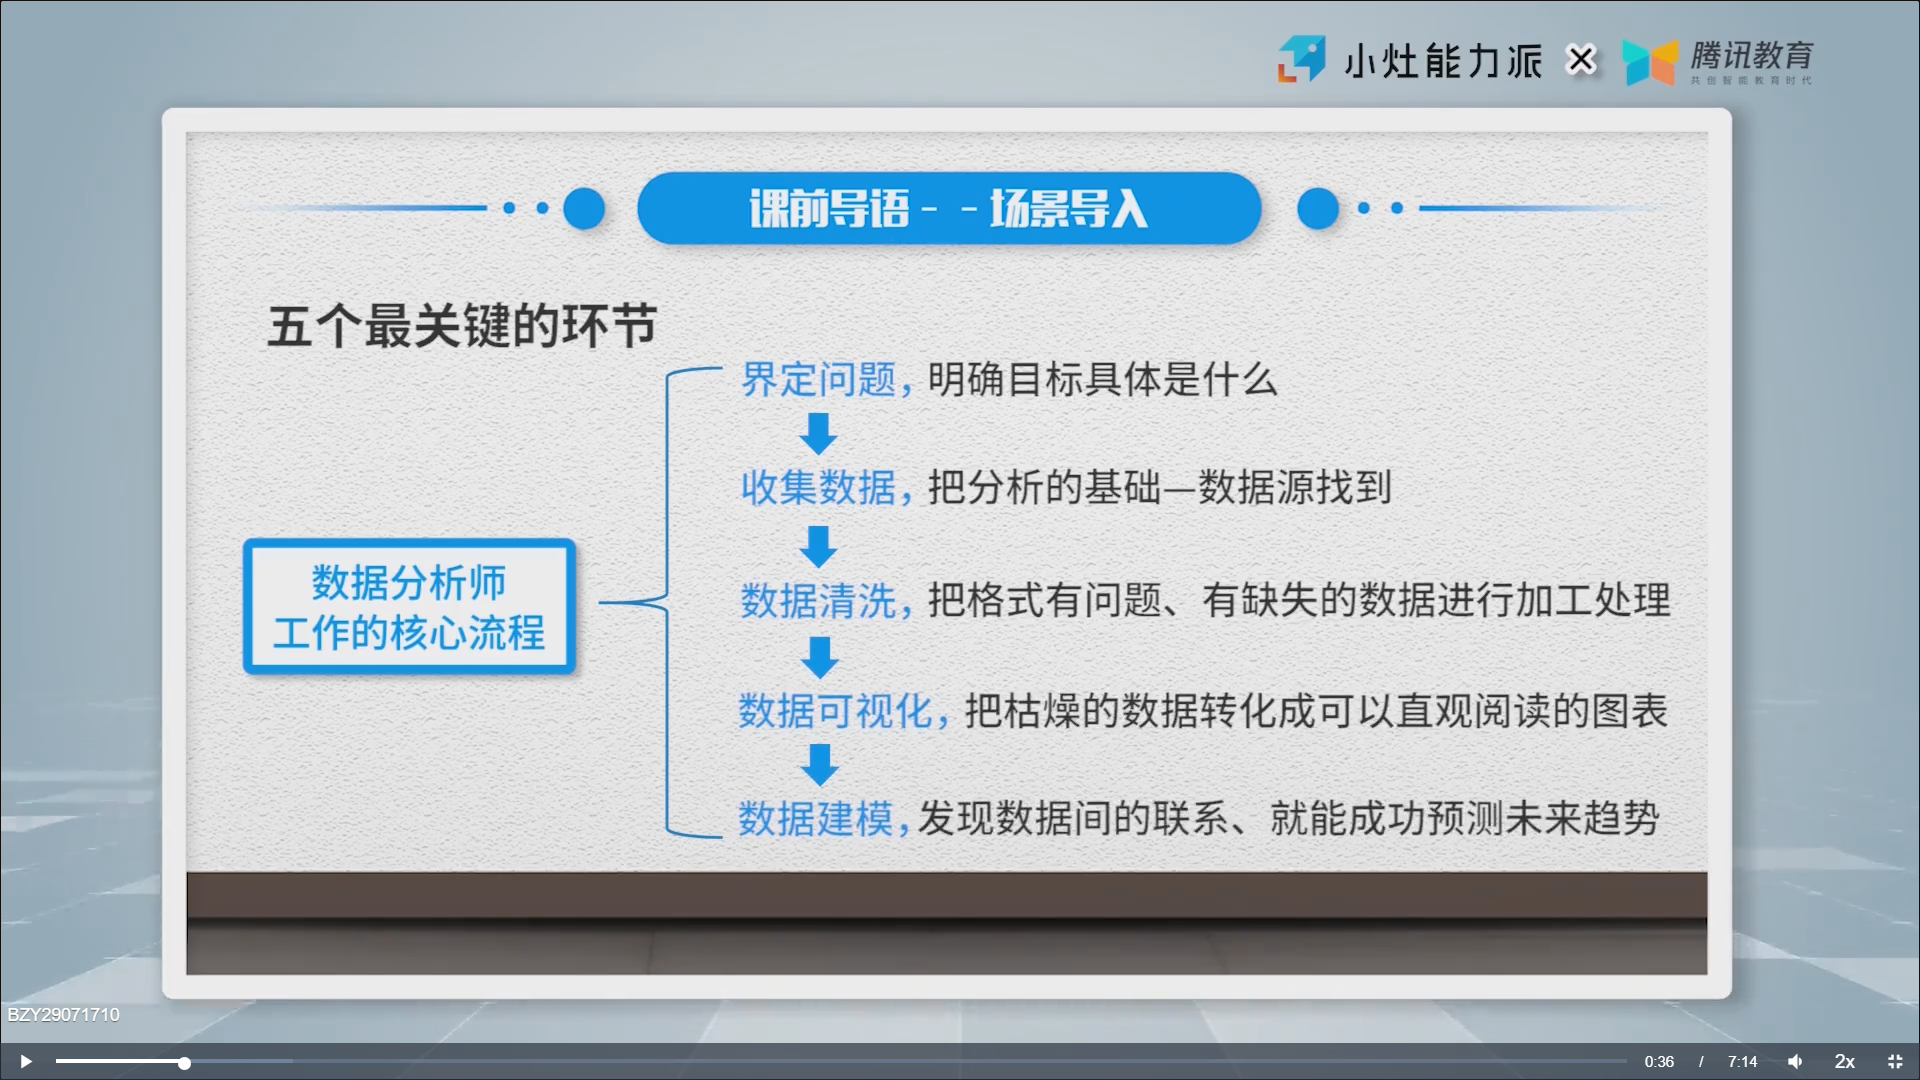 小灶能力派 × 腾讯教育
共创智能教育时代
课前导语--场景导入
五个最关键的环节
界定问题，明确目标具体是什么
收集数据，把分析的基础—数据源找到
数据分析师
工作的核心流程
数据清洗，把格式有问题、有缺失的数据进行加工处理
数据可视化，把枯燥的数据转化成可以直观阅读的图表
数据建模，发现数据间的联系、就能成功预测未来趋势
BZY29071710
0:36 / 7:14 2x